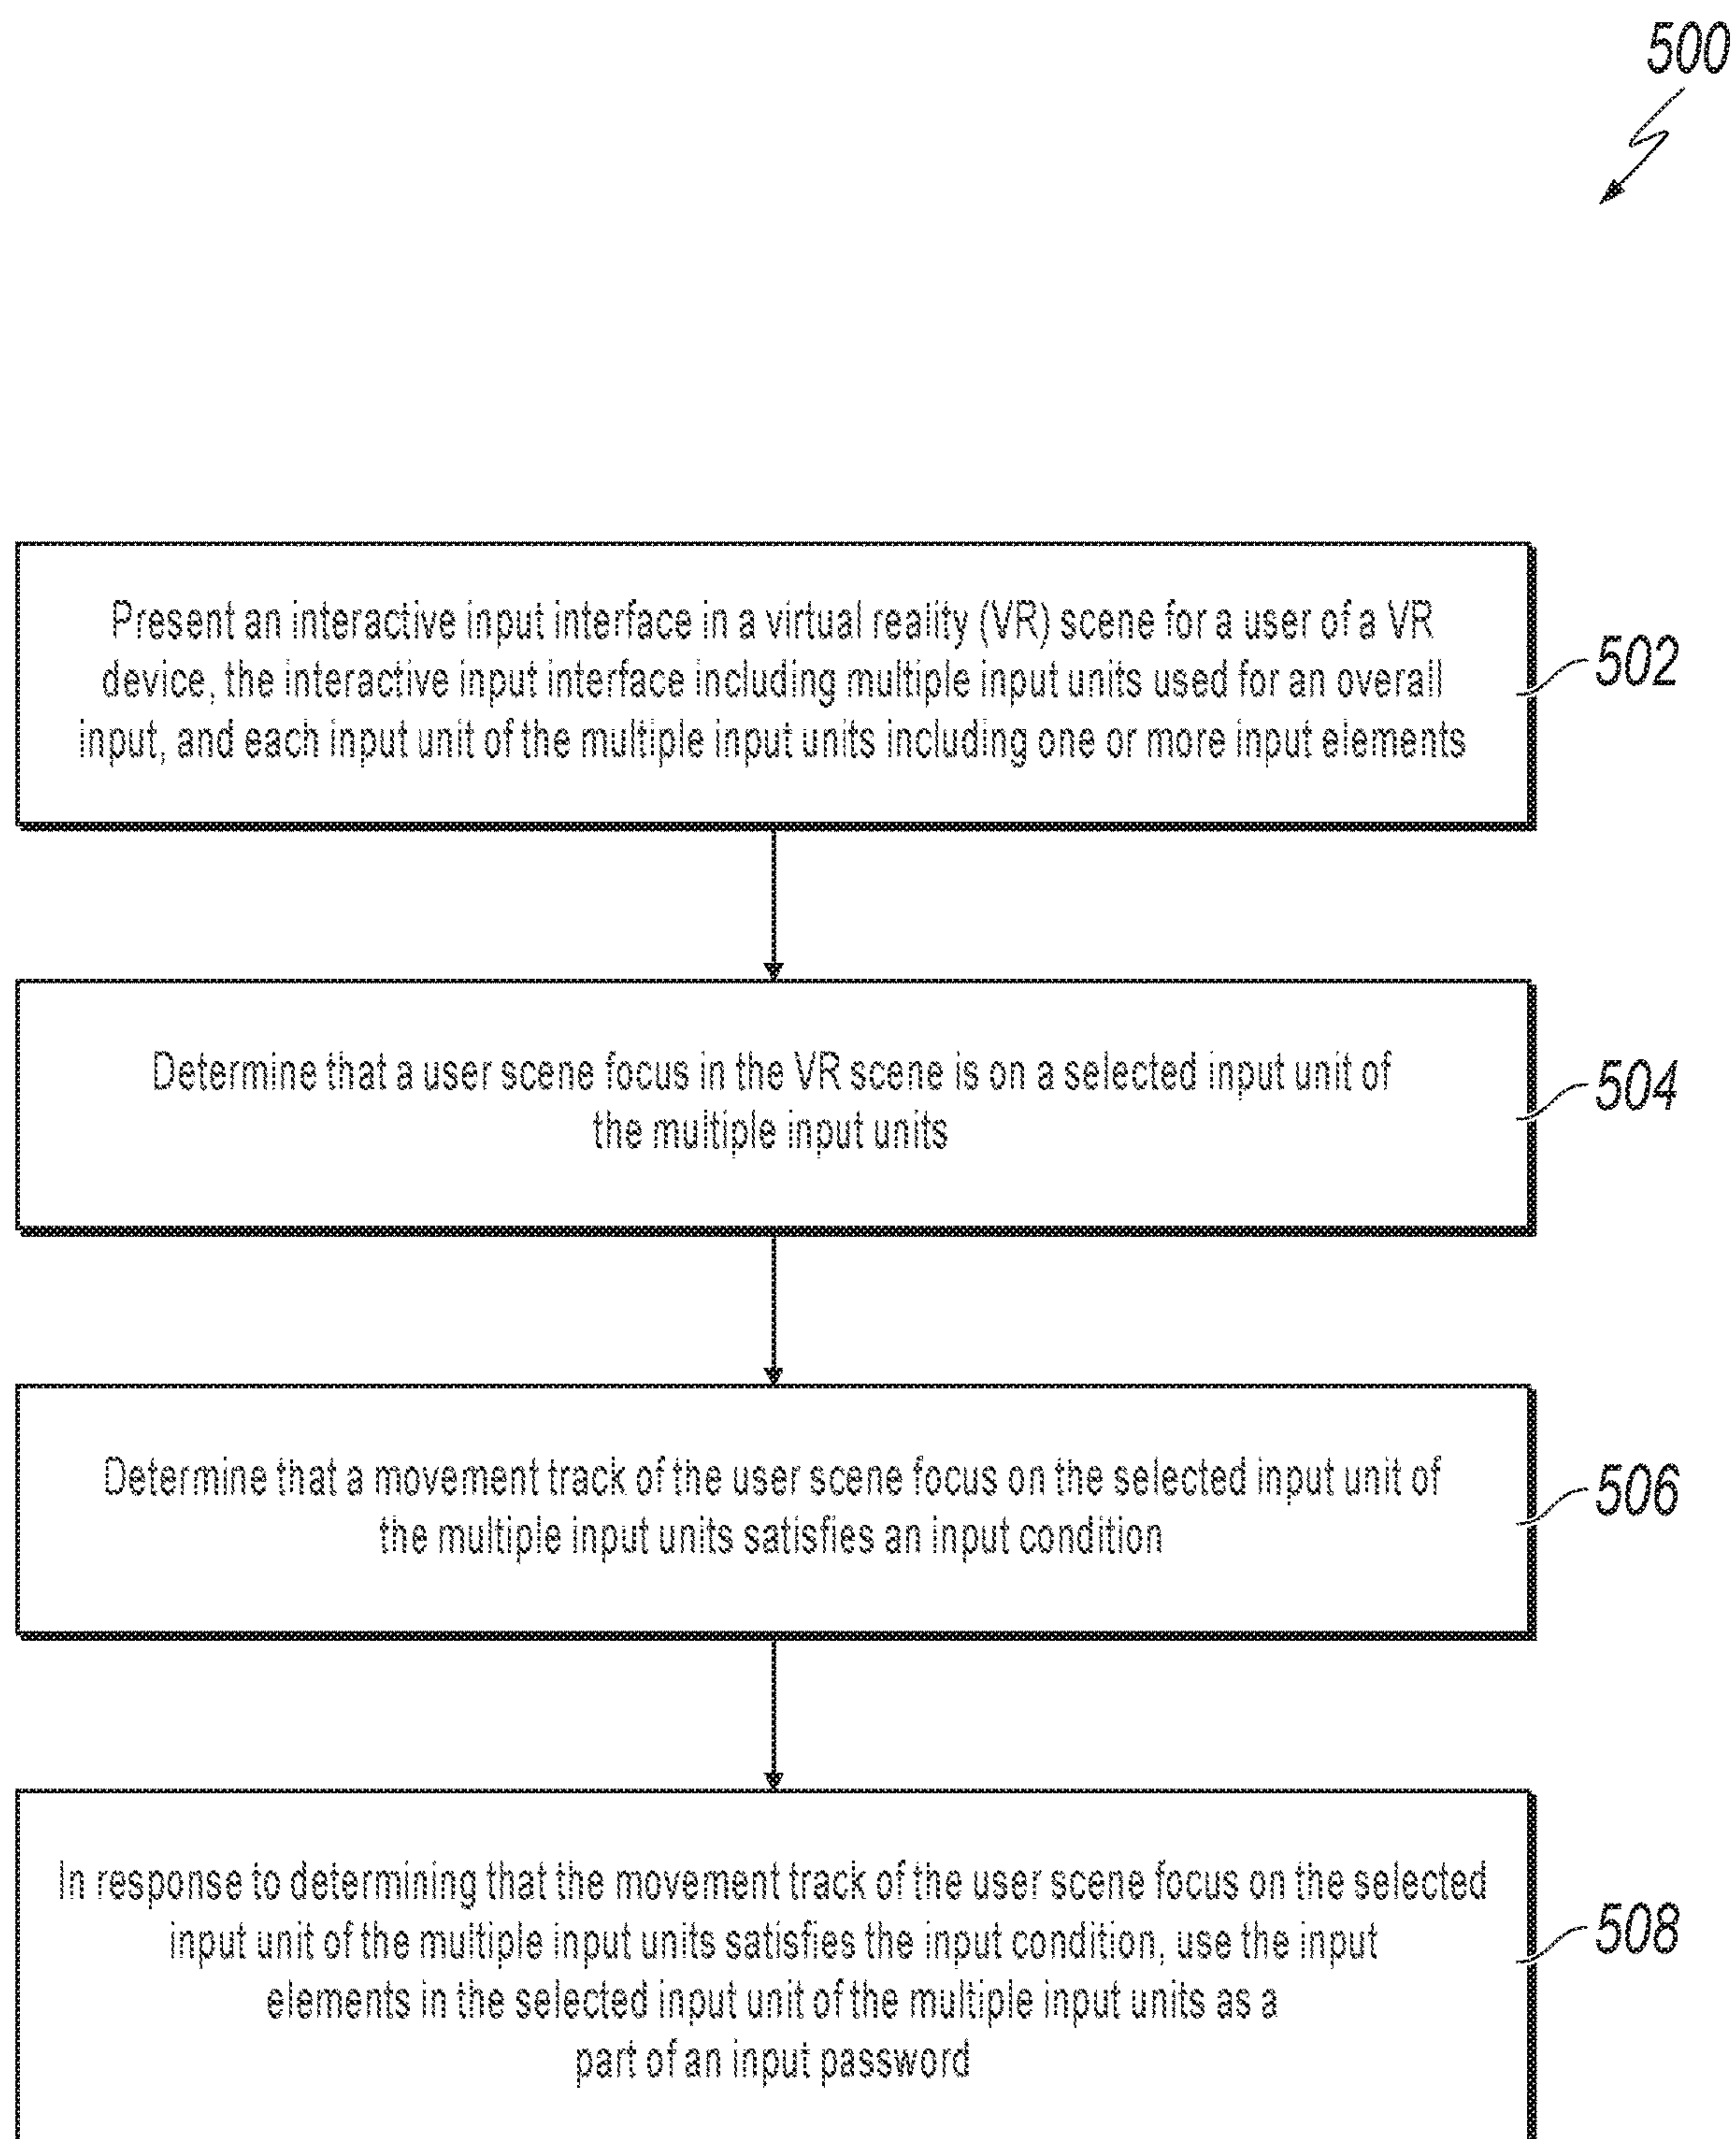 500
Present an interactive input interface in a virtual reality (VR) scene for a user of a VR
device, the interactive input interface including multiple input units used for an overall
input, and each input unit of the multiple input units including one or more input elements
502
Determine that a user scene focus in the VR scene is on a selected input unit of
the multiple input units
504
Determine that a movement track of the user scene focus on the selected input unit of
the multiple input units satisfies an input condition
506
In response to determining that the movement track of the user scene focus on the selected
input unit of the multiple input units satisfies the input condition, use the input
elements in the selected input unit of the multiple input units as a
part of an input password
508